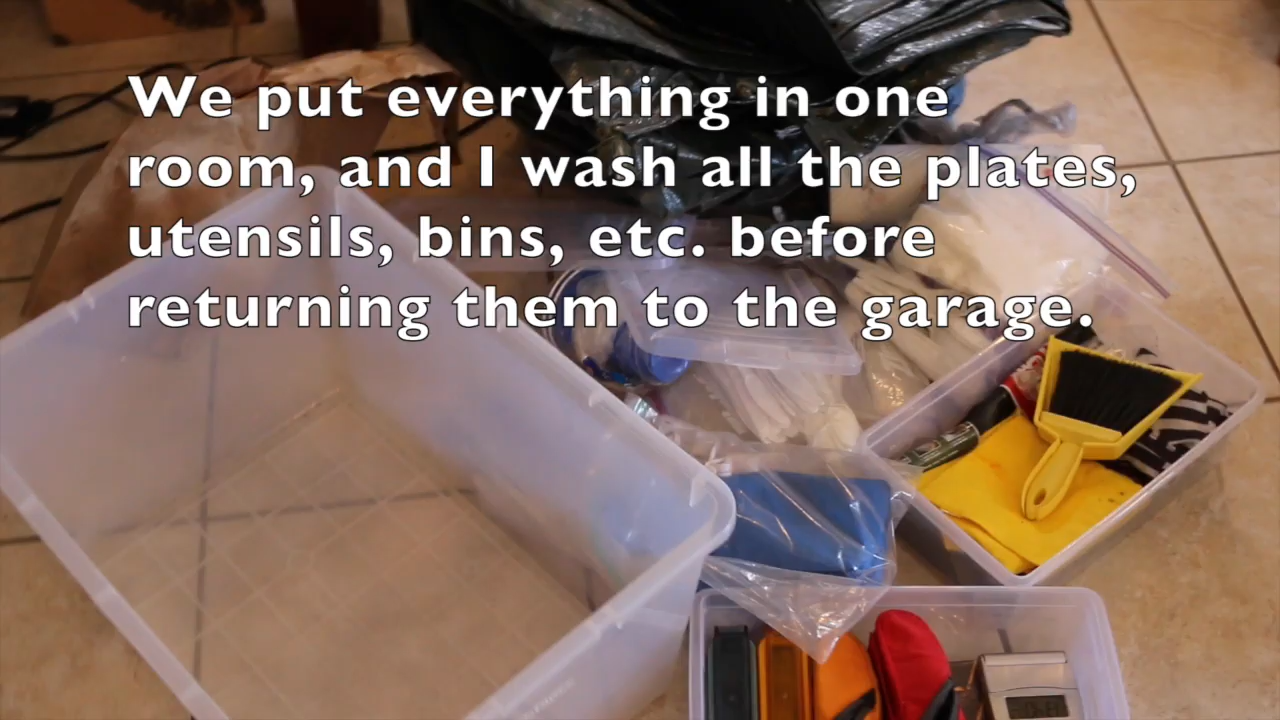 We put everything in one
room, and I wash all the plates,
utensils, bins, etc. before
returning them to the garage.